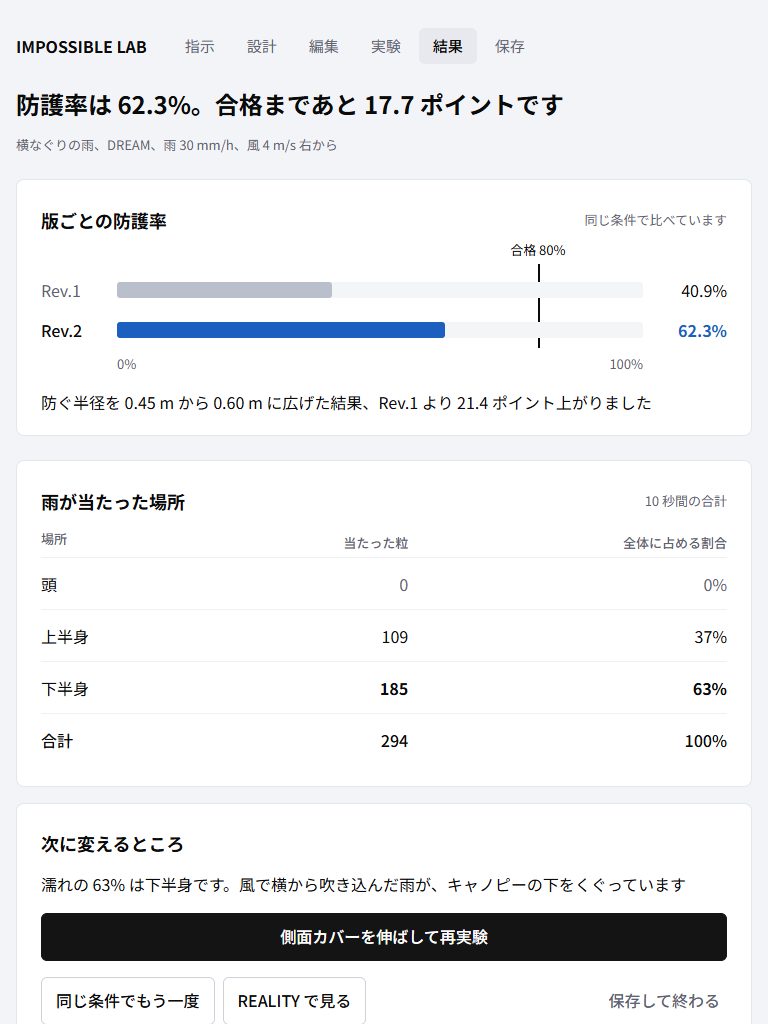 IMPOSSIBLE LAB 指示 設計 編集 実験 結果 保存
防護率は 62.3%。合格まであと 17.7 ポイントです
横なぐりの雨、DREAM、雨 30 mm/h、風 4 m/s 右から
版ごとの防護率 同じ条件で比べています
合格 80%
Rev.1 40.9%
Rev.2 62.3%
0% 100%
防ぐ半径を 0.45 m から 0.60 m に広げた結果、Rev.1 より 21.4 ポイント上がりました
雨が当たった場所 10 秒間の合計
場所 当たった粒 全体に占める割合
頭 0 0%
上半身 109 37%
下半身 185 63%
合計 294 100%
次に変えるところ
濡れの 63% は下半身です。風で横から吹き込んだ雨が、キャノピーの下をくぐっています
側面カバーを伸ばして再実験
同じ条件でもう一度 REALITY で見る 保存して終わる